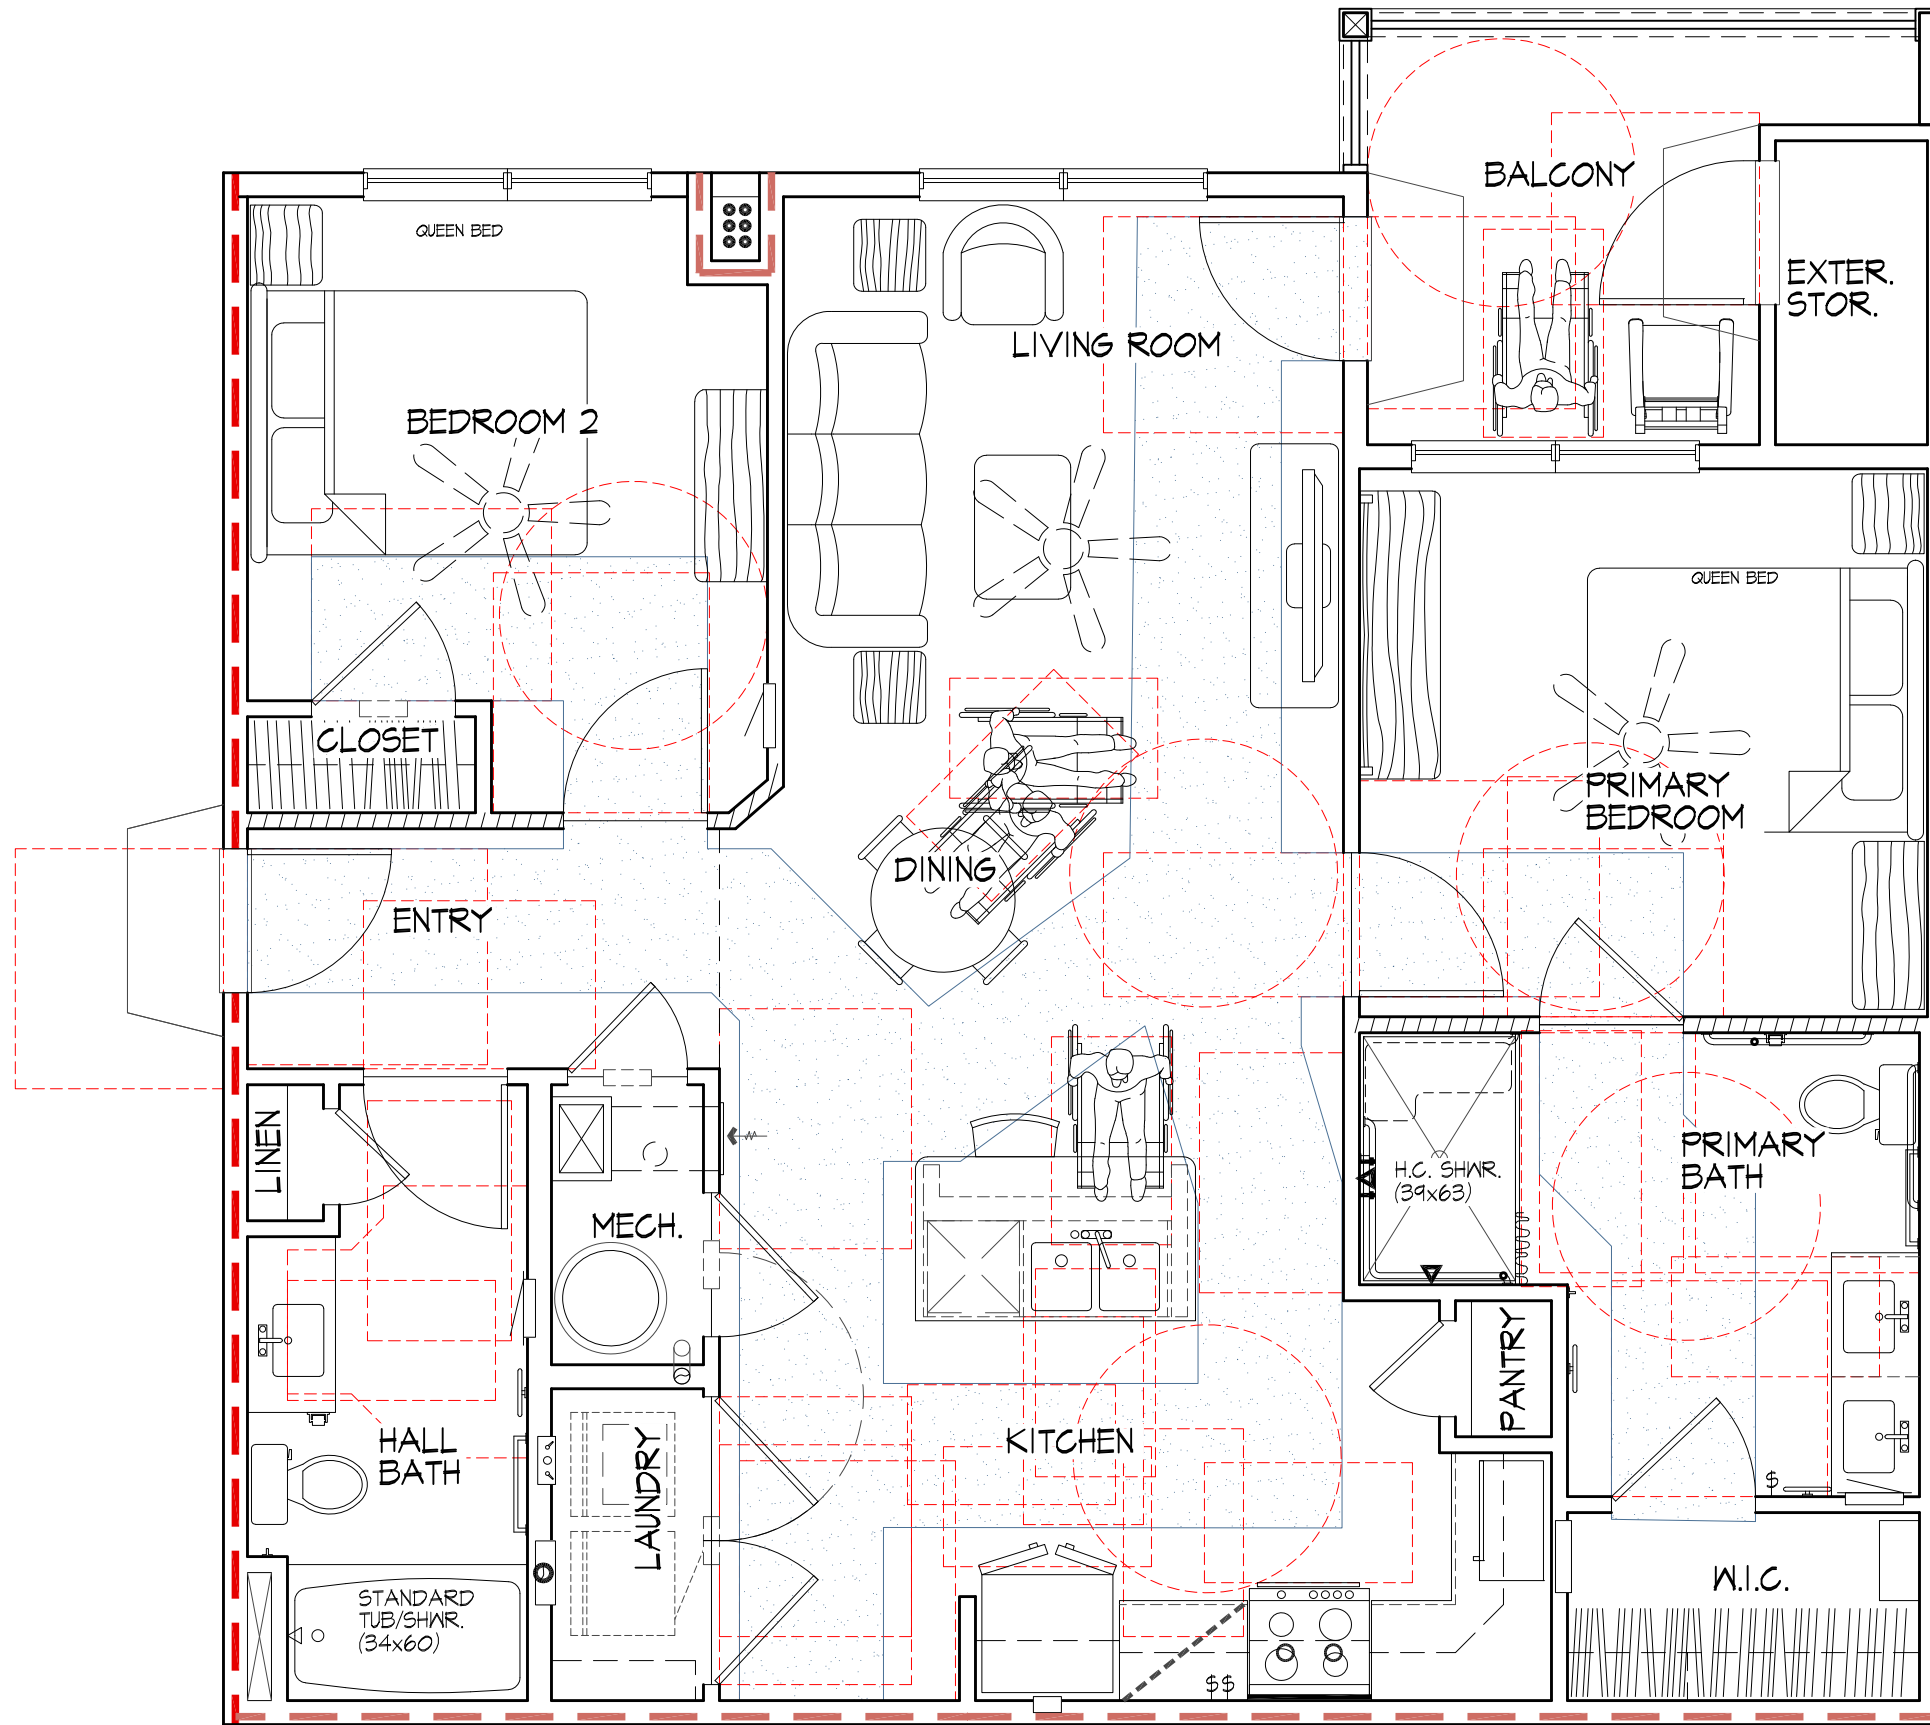 BALCONY
QUEEN BED
EXTER.
STOR.
LIVING ROOM
BEDROOM 2
QUEEN BED
CLOSET
PRIMARY
BEDROOM
DINING
ENTRY
LINEN
PRIMARY
BATH
H.C. SHWR.
(39x63)
MECH.
PANTRY
HALL
BATH
KITCHEN
LAUNDRY
$
W.I.C.
STANDARD
TUB/SHWR.
(34x60)
$$